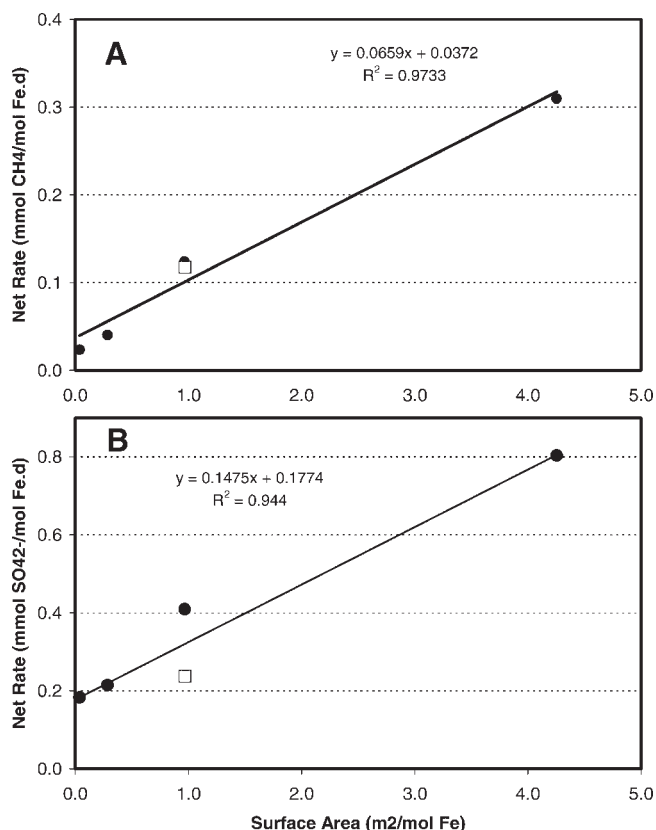 A
y = 0.0659x + 0.0372
R² = 0.9733
Net Rate (mmol CH4/mol Fe.d)
0.4
0.3
0.2
0.1
0.0
0.0 1.0 2.0 3.0 4.0 5.0
B
y = 0.1475x + 0.1774
R² = 0.944
Net Rate (mmol SO42-/mol Fe.d)
0.8
0.6
0.4
0.2
0.0
0.0 1.0 2.0 3.0 4.0 5.0
Surface Area (m2/mol Fe)